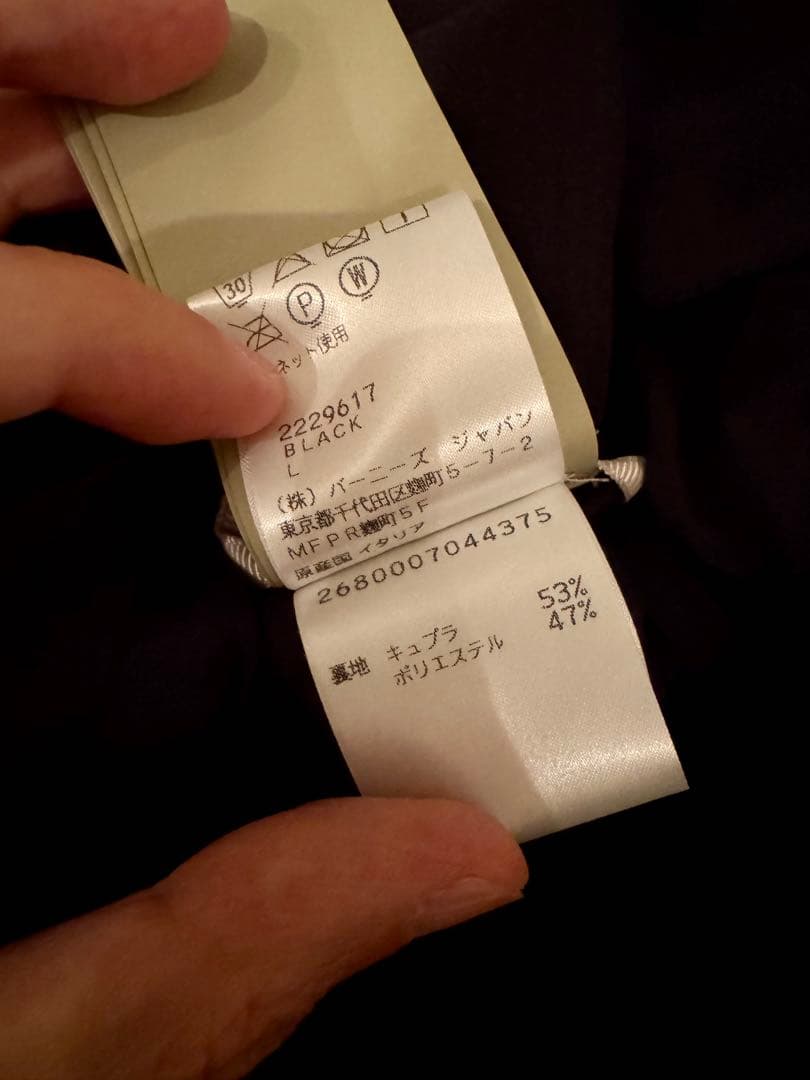 30
P W
ネット使用
2229617
BLACK
L
(株) バーニーズ ジャパン
東京都千代田区麹町5-7-2
MFPR麹町5F
原産国 イタリア
2680007044375
裏地 キュプラ 53%
ポリエステル 47%